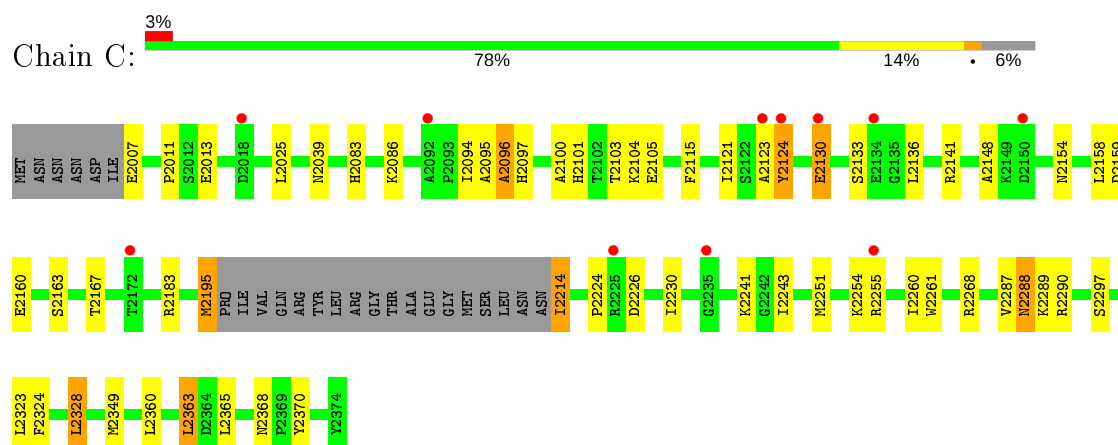 3%
Chain C:
78% 14% • 6%
MET ASN ASN ASN ASP ILE E2007 P2011 S2012 E2013 D2018 L2025 N2039 H2083 K2086 A2092 P2093 I2094 A2095 A2096 H2097 A2100 H2101 T2102 T2103 K2104 E2105 F2115 I2121 S2122 A2123 Y2124 E2130 S2133 E2134 G2135 L2136 R2141 A2148 K2149 D2150 N2154 L2158 D2159
E2160 S2163 T2167 T2172 R2183 M2195 PRO ILE VAL GLN ARG TYR LEU ARG GLY THR ALA GLU GLY MET SER LEU ASN ASN I2214 P2224 R2225 D2226 I2230 G2235 K2241 G2242 I2243 M2251 K2254 R2255 I2260 W2261 R2268 V2287 N2288 K2289 R2290 S2297
L2323 F2324 L2328 M2349 L2360 L2363 D2364 L2365 N2368 P2369 Y2370 Y2374